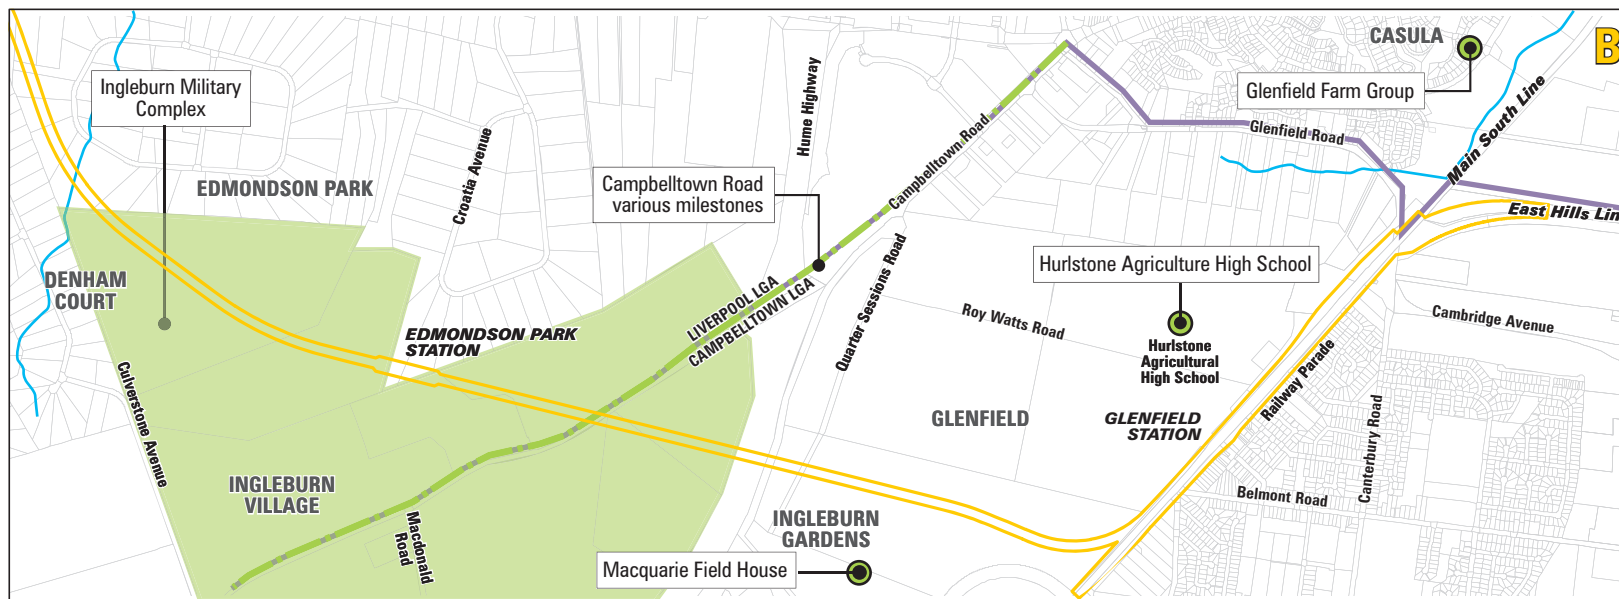 CASULA
B
Ingleburn Military
Complex
Glenfield Farm Group
Hume Highway
Main South Line
Campbelltown Road
Glenfield Road
Croatia Avenue
EDMONDSON PARK
Campbelltown Road
various milestones
East Hills Lin
Quarter Sessions Road
Hurlstone Agriculture High School
DENHAM
COURT
LIVERPOOL LGA
CAMPBELLTOWN LGA
Roy Watts Road
Cambridge Avenue
EDMONDSON PARK
STATION
Hurlstone
Agricultural
High School
Railway Parade
Culverstone Avenue
GLENFIELD
GLENFIELD
STATION
Canterbury Road
INGLEBURN
VILLAGE
Belmont Road
Macdonald
Road
INGLEBURN
GARDENS
Macquarie Field House